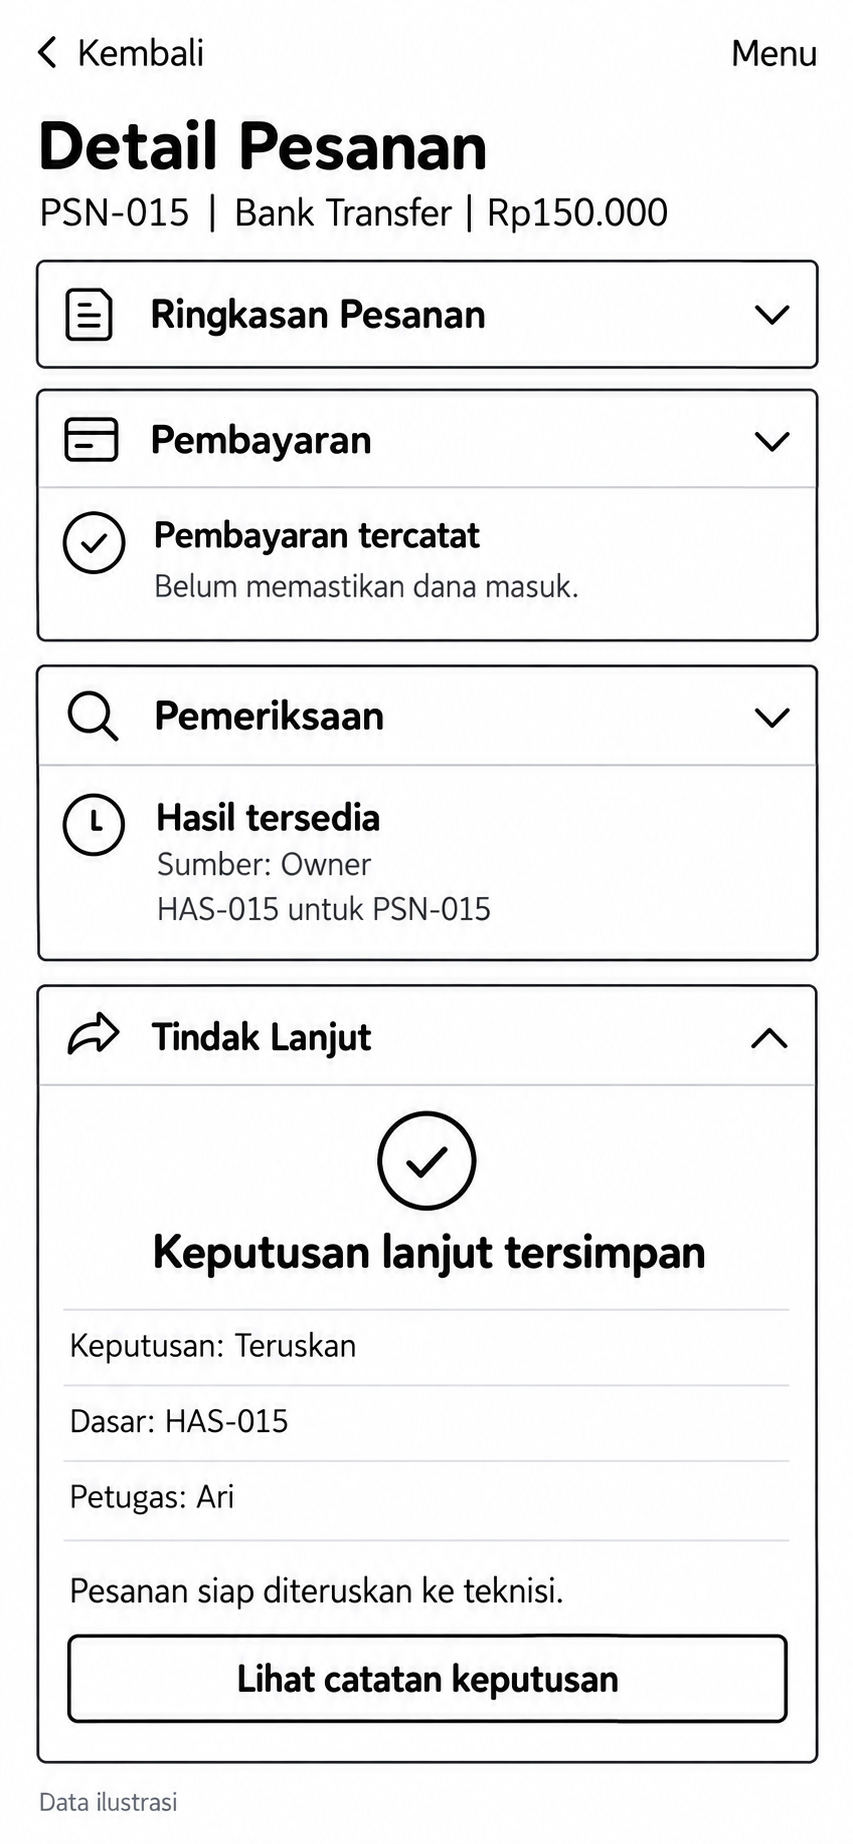 Kembali
Menu
Detail Pesanan
PSN-015 | Bank Transfer | Rp150.000
Ringkasan Pesanan
Pembayaran
Pembayaran tercatat
Belum memastikan dana masuk.
Pemeriksaan
Hasil tersedia
Sumber: Owner
HAS-015 untuk PSN-015
Tindak Lanjut
Keputusan lanjut tersimpan
Keputusan: Teruskan
Dasar: HAS-015
Petugas: Ari
Pesanan siap diteruskan ke teknisi.
Lihat catatan keputusan
Data ilustrasi